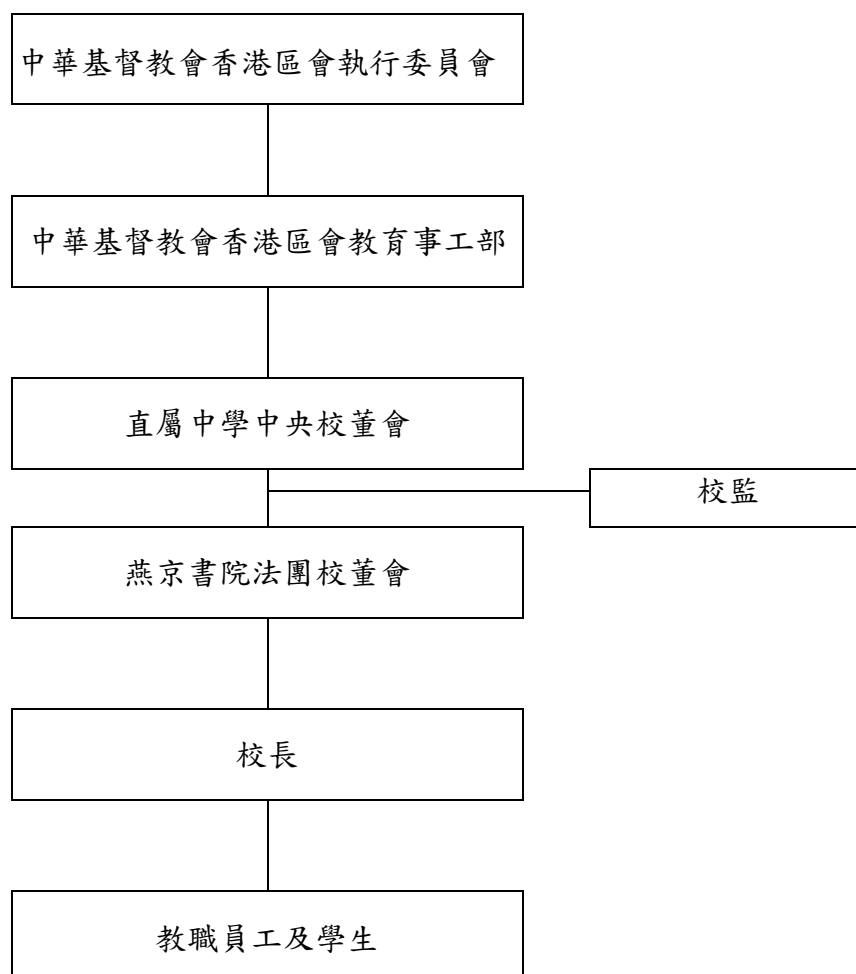 中華基督教會香港區會執行委員會
中華基督教會香港區會教育事工部
直屬中學中央校董會
校監
燕京書院法團校董會
校長
教職員工及學生